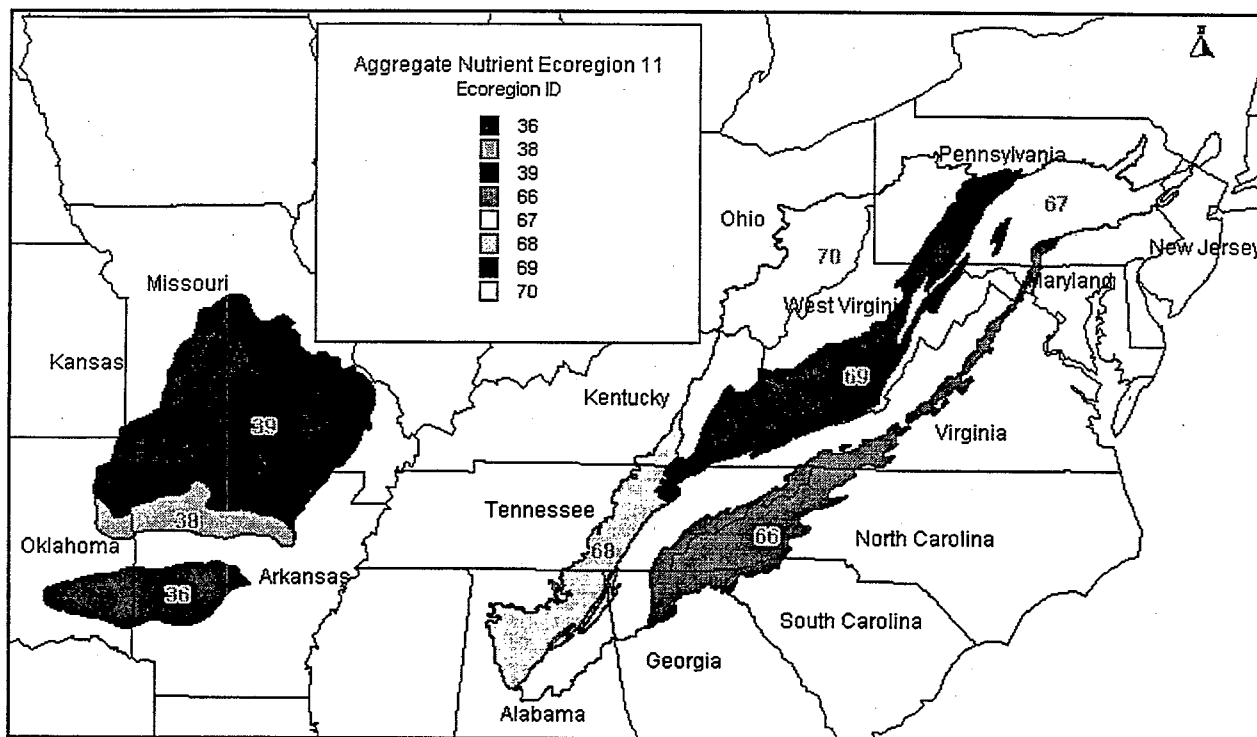 Aggregate Nutrient Ecoregion 11
Ecoregion ID
36
38
39
66
67
68
69
70
N
Pennsylvania
67
Ohio
New Jersey
70
Missouri
Maryland
West Virgini
Kansas
69
Kentucky
39
Virginia
Tennessee
38
66
North Carolina
Oklahoma
68
Arkansas
36
South Carolina
Georgia
Alabama